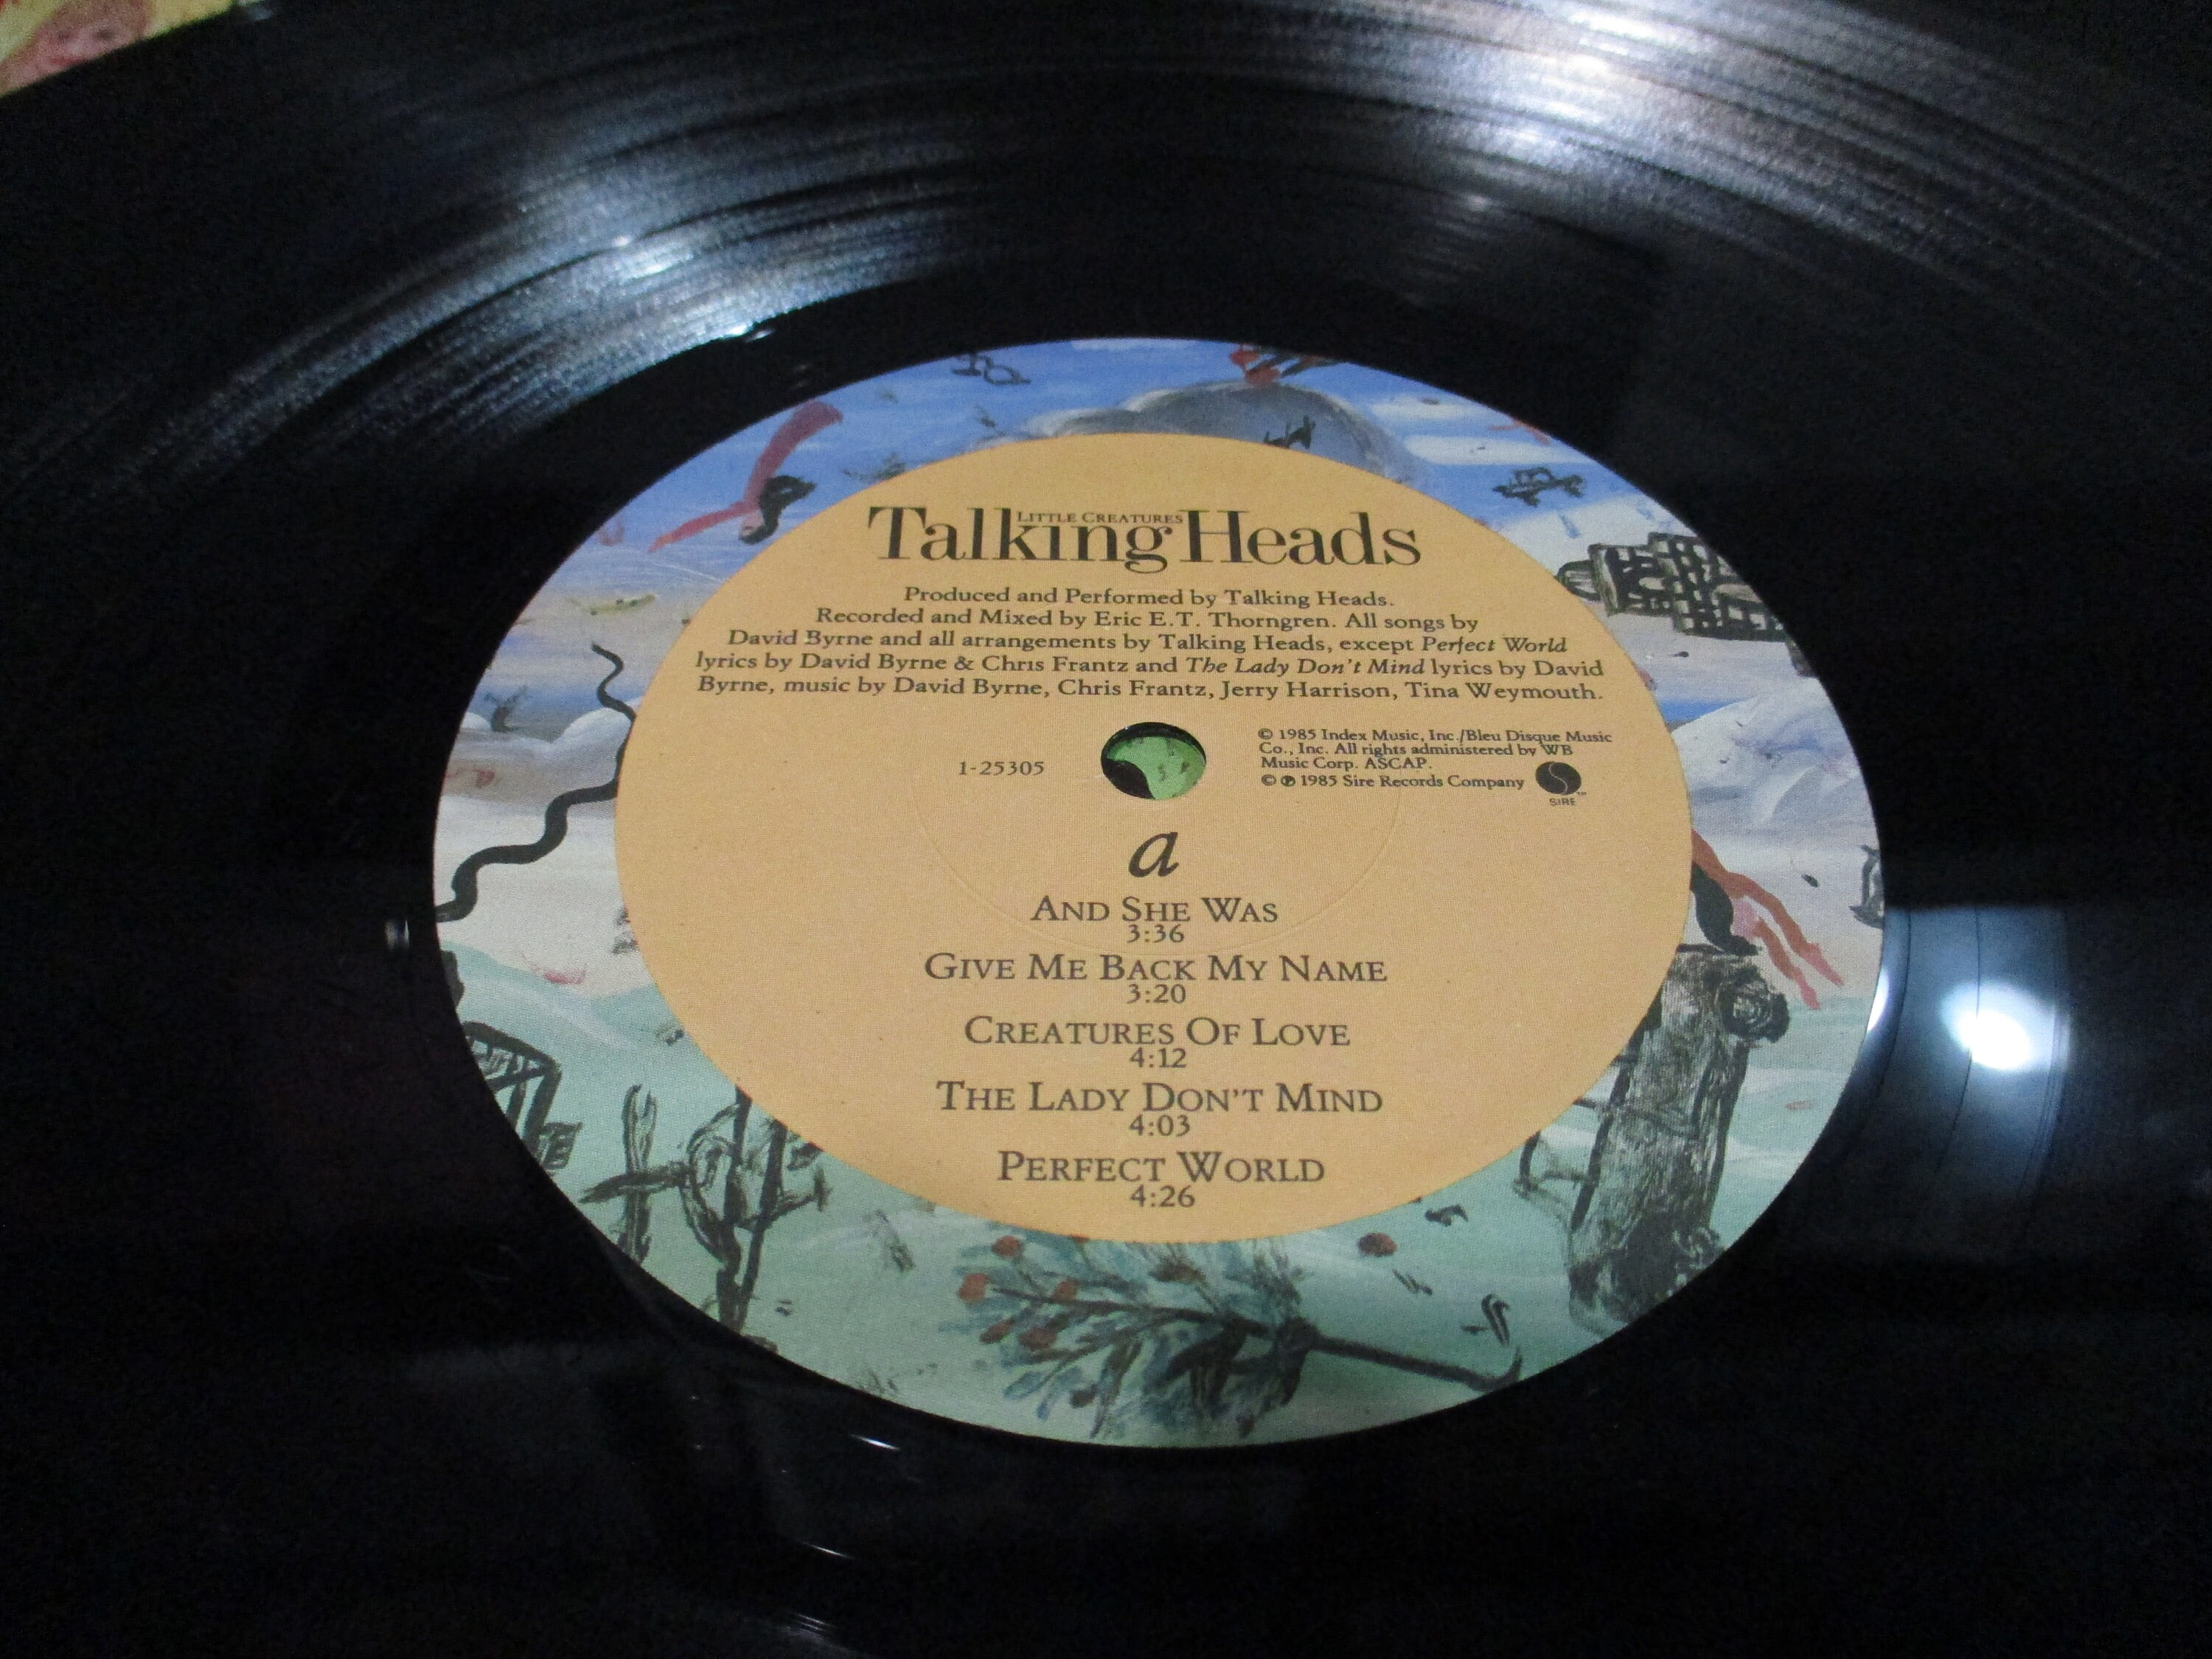 LITTLE CREATURES
Talking Heads
Produced and Performed by Talking Heads.
Recorded and Mixed by Eric E.T. Thorngren. All songs by
David Byrne and all arrangements by Talking Heads, except Perfect World
lyrics by David Byrne & Chris Frantz and The Lady Don't Mind lyrics by David
Byrne, music by David Byrne, Chris Frantz, Jerry Harrison, Tina Weymouth.
1-25305
© 1985 Index Music, Inc./Bleu Disque Music
Co., Inc. All rights administered by WB
Music Corp. ASCAP.
© ℗ 1985 Sire Records Company
SIRE™
a
AND SHE WAS
3:36
GIVE ME BACK MY NAME
3:20
CREATURES OF LOVE
4:12
THE LADY DON'T MIND
4:03
PERFECT WORLD
4:26